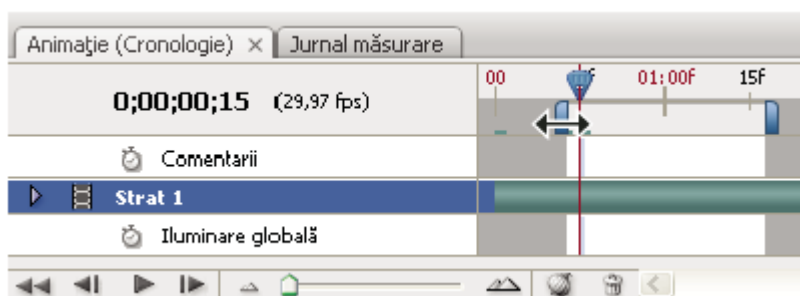 Animație (Cronologie) × Jurnal măsurare
0;00;00;15 (29,97 fps)
00 f 01:00f 15f
Comentarii
Strat 1
Iluminare globală